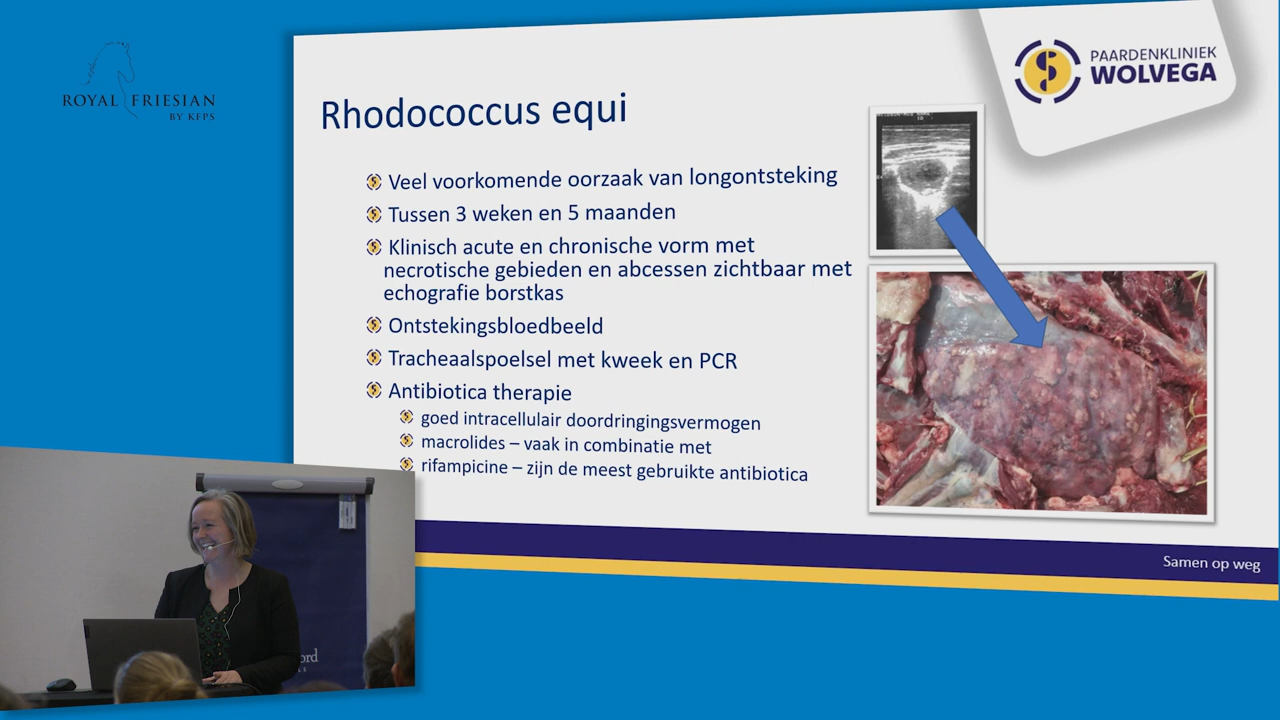 ROYAL FRIESIAN
BY KFPS
PAARDENKLINIEK
WOLVEGA
Rhodococcus equi
Veel voorkomende oorzaak van longontsteking
Tussen 3 weken en 5 maanden
Klinisch acute en chronische vorm met
necrotische gebieden en abcessen zichtbaar met
echografie borstkas
Ontstekingsbloedbeeld
Tracheaalspoelsel met kweek en PCR
Antibiotica therapie
goed intracellulair doordringingsvermogen
macrolides – vaak in combinatie met
rifampicine – zijn de meest gebruikte antibiotica
Samen op weg